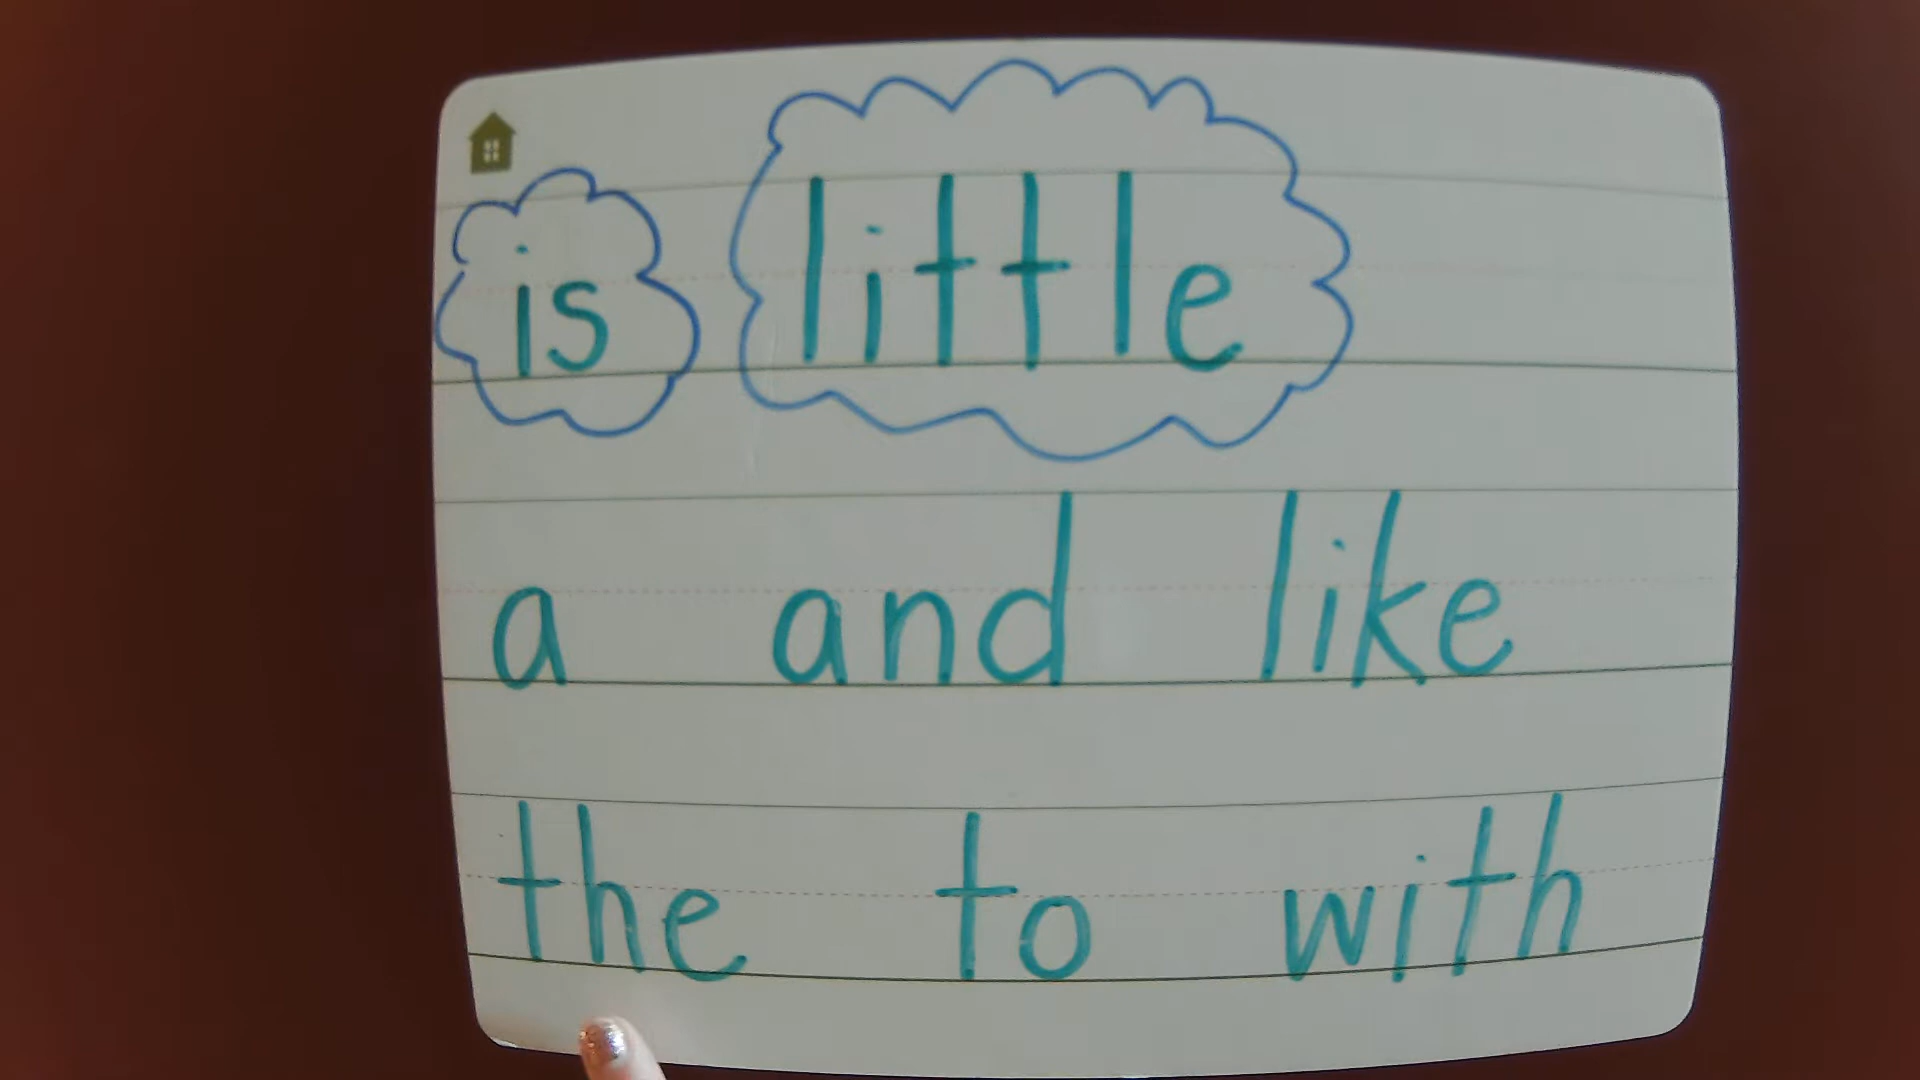 is little
a and like
the to with